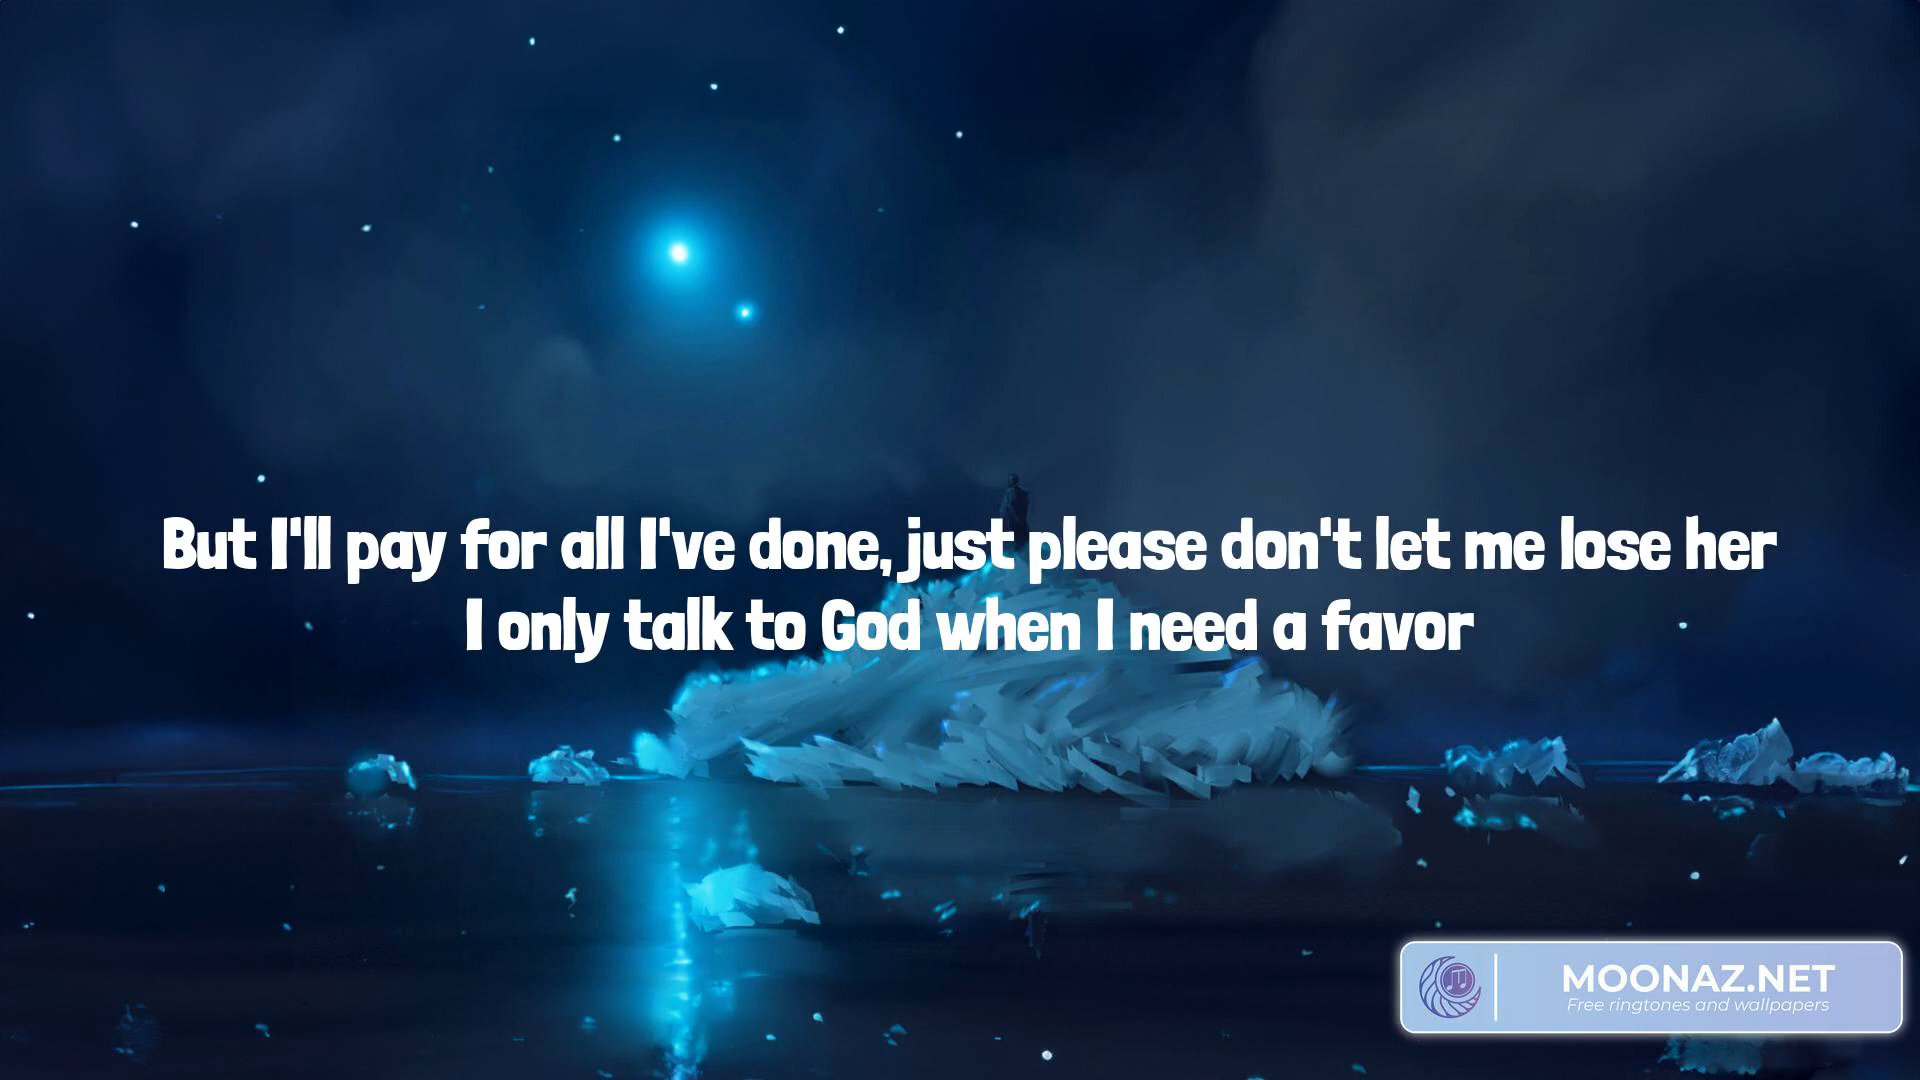 But I'll pay for all I've done, just please don't let me lose her
I only talk to God when I need a favor
MOONAZ.NET
Free ringtones and wallpapers